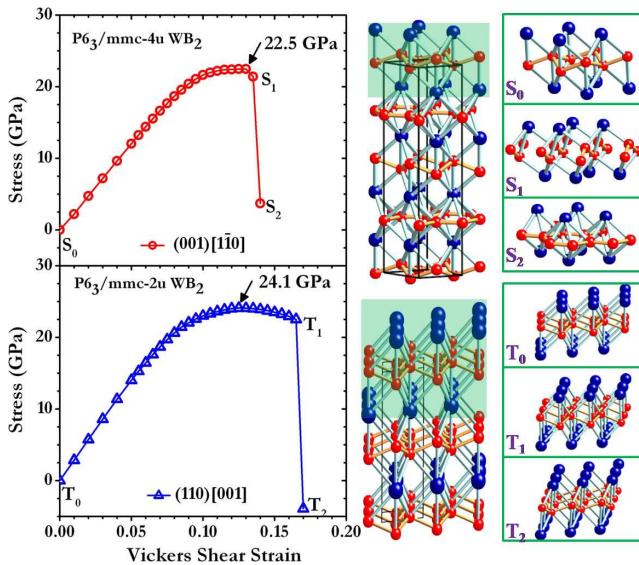 P6₃/mmc-4u WB₂
22.5 GPa
30
20
10
0
Stress (GPa)
S₀
S₁
S₂
(001)[11̄0]
P6₃/mmc-2u WB₂
24.1 GPa
30
20
10
0
Stress (GPa)
T₀
T₁
T₂
(110)[001]
0.00 0.05 0.10 0.15 0.20
Vickers Shear Strain
S₀
S₁
S₂
T₀
T₁
T₂